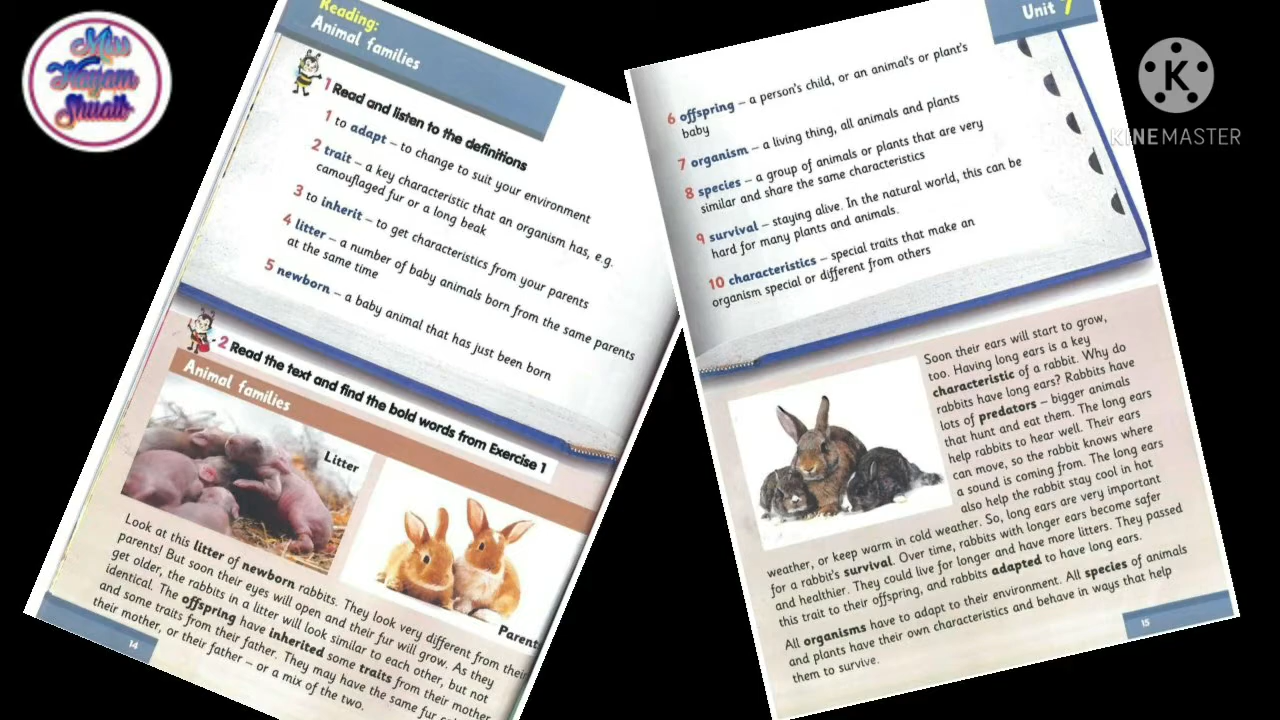 Miss
Shuaib
Reading:
Animal families
1 Read and listen to the definitions
1 to adapt – to change to suit your environment
2 trait – a key characteristic that an organism has, e.g.
camouflaged fur or a long beak
3 to inherit – to get characteristics from your parents
4 litter – a number of baby animals born from the same parents
at the same time
5 newborn – a baby animal that has just been born
2 Read the text and find the bold words from Exercise 1
Animal families
Litter
Parent
Look at this litter of newborn rabbits. They look very different from their
parents! But soon their eyes will open and their fur will grow. As they
get older, the rabbits in a litter will look similar to each other, but not
identical. The offspring have inherited some traits from their mother
and some traits from their father. They may have the same fur
their mother, or their father – or a mix of the two.
14
Unit 7
6 offspring – a person's child, or an animal's or plant's
baby
7 organism – a living thing, all animals and plants
8 species – a group of animals or plants that are very
similar and share the same characteristics
9 survival – staying alive. In the natural world, this can be
hard for many plants and animals.
10 characteristics – special traits that make an
organism special or different from others
Soon their ears will start to grow,
too. Having long ears is a key
characteristic of a rabbit. Why do
rabbits have long ears? Rabbits have
lots of predators – bigger animals
that hunt and eat them. The long ears
help rabbits to hear well. Their ears
can move, so the rabbit knows where
a sound is coming from. The long ears
also help the rabbit stay cool in hot
weather, or keep warm in cold weather. So, long ears are very important
for a rabbit's survival. Over time, rabbits with longer ears become safer
and healthier. They could live for longer and have more litters. They passed
this trait to their offspring, and rabbits adapted to have long ears.
All organisms have to adapt to their environment. All species of animals
and plants have their own characteristics and behave in ways that help
them to survive.
15
K
KINEMASTER